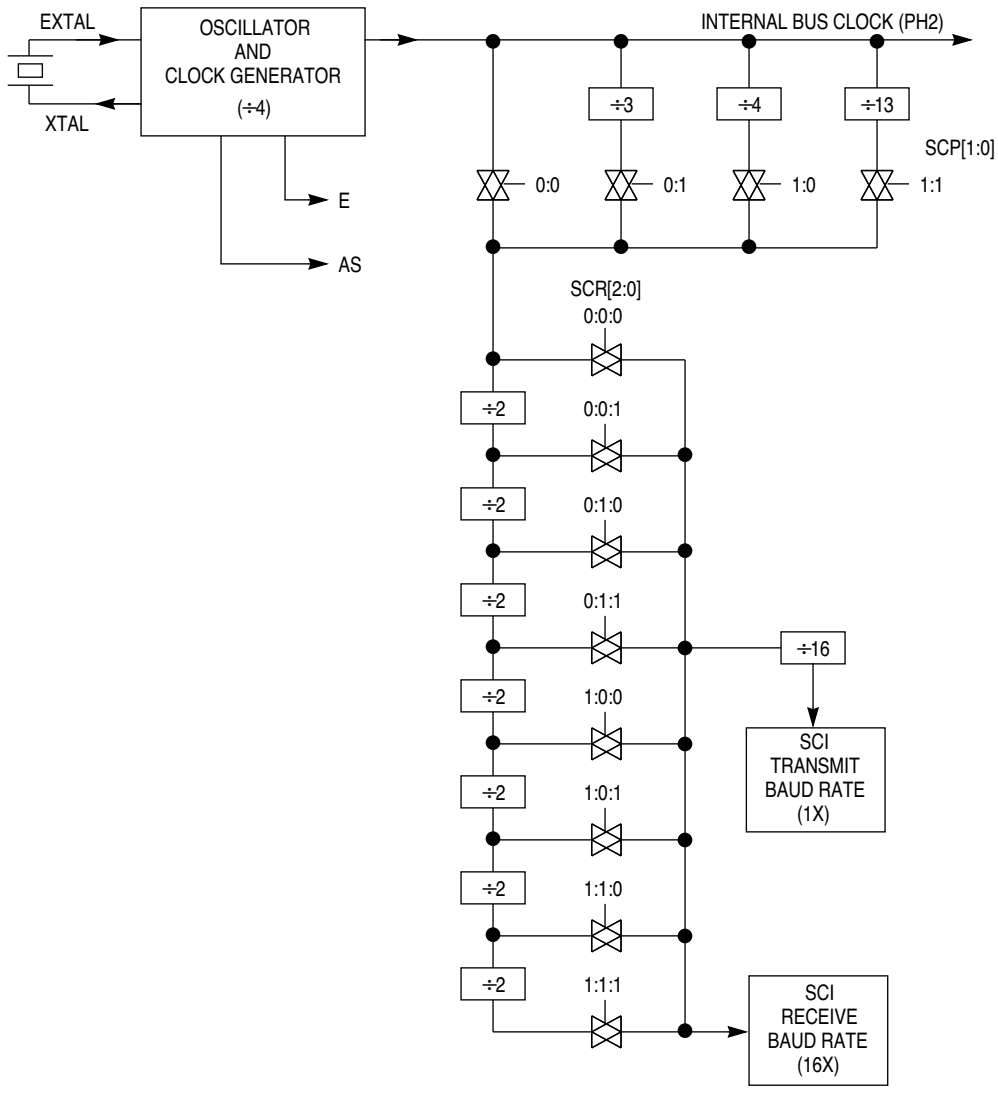 EXTAL
XTAL
OSCILLATOR
AND
CLOCK GENERATOR
(÷4)
E
AS
INTERNAL BUS CLOCK (PH2)
÷3
÷4
÷13
SCP[1:0]
0:0
0:1
1:0
1:1
SCR[2:0]
0:0:0
÷2
0:0:1
÷2
0:1:0
÷2
0:1:1
÷16
÷2
1:0:0
SCI
TRANSMIT
BAUD RATE
(1X)
÷2
1:0:1
÷2
1:1:0
÷2
1:1:1
SCI
RECEIVE
BAUD RATE
(16X)